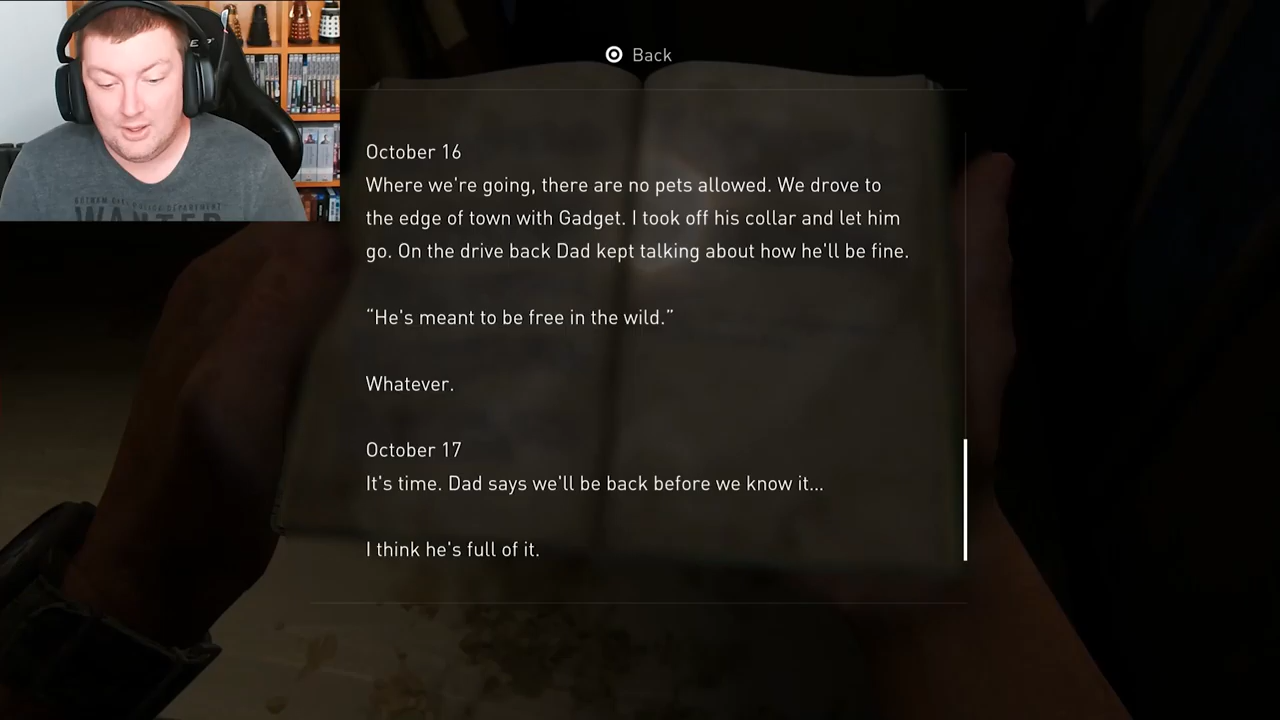 Back
October 16
Where we're going, there are no pets allowed. We drove to
the edge of town with Gadget. I took off his collar and let him
go. On the drive back Dad kept talking about how he'll be fine.
“He's meant to be free in the wild.”
Whatever.
October 17
It's time. Dad says we'll be back before we know it...
I think he's full of it.
WANTED